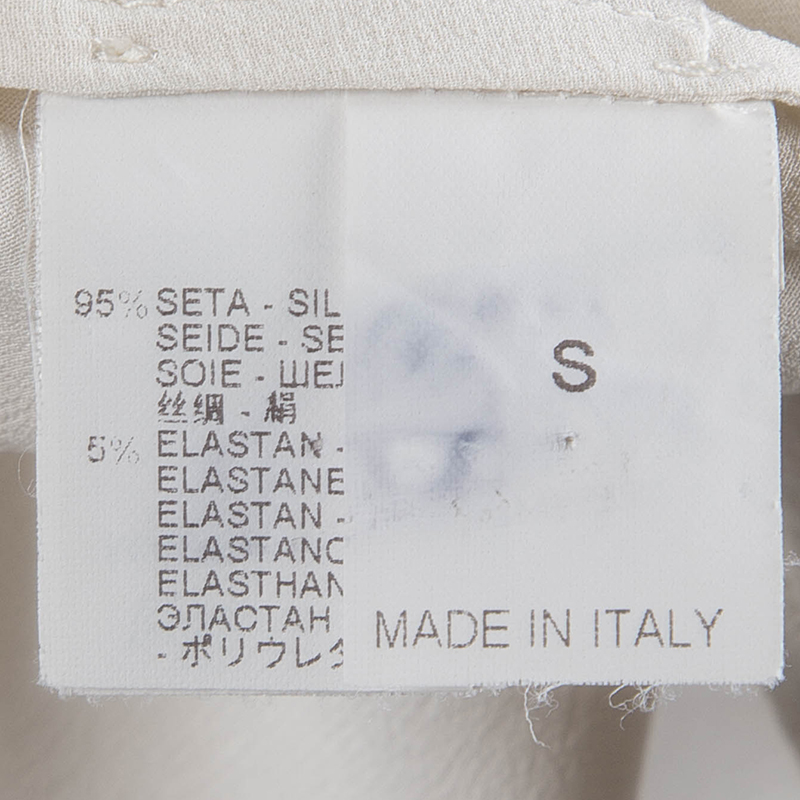 95% SETA - SIL
SEIDE - SE
SOIE - ШЕЛ
丝绸 - 絹
5% ELASTAN -
ELASTANE
ELASTAN -
ELASTANO
ELASTHAN
ЭЛАСТАН
- ポリウレタ
S
MADE IN ITALY